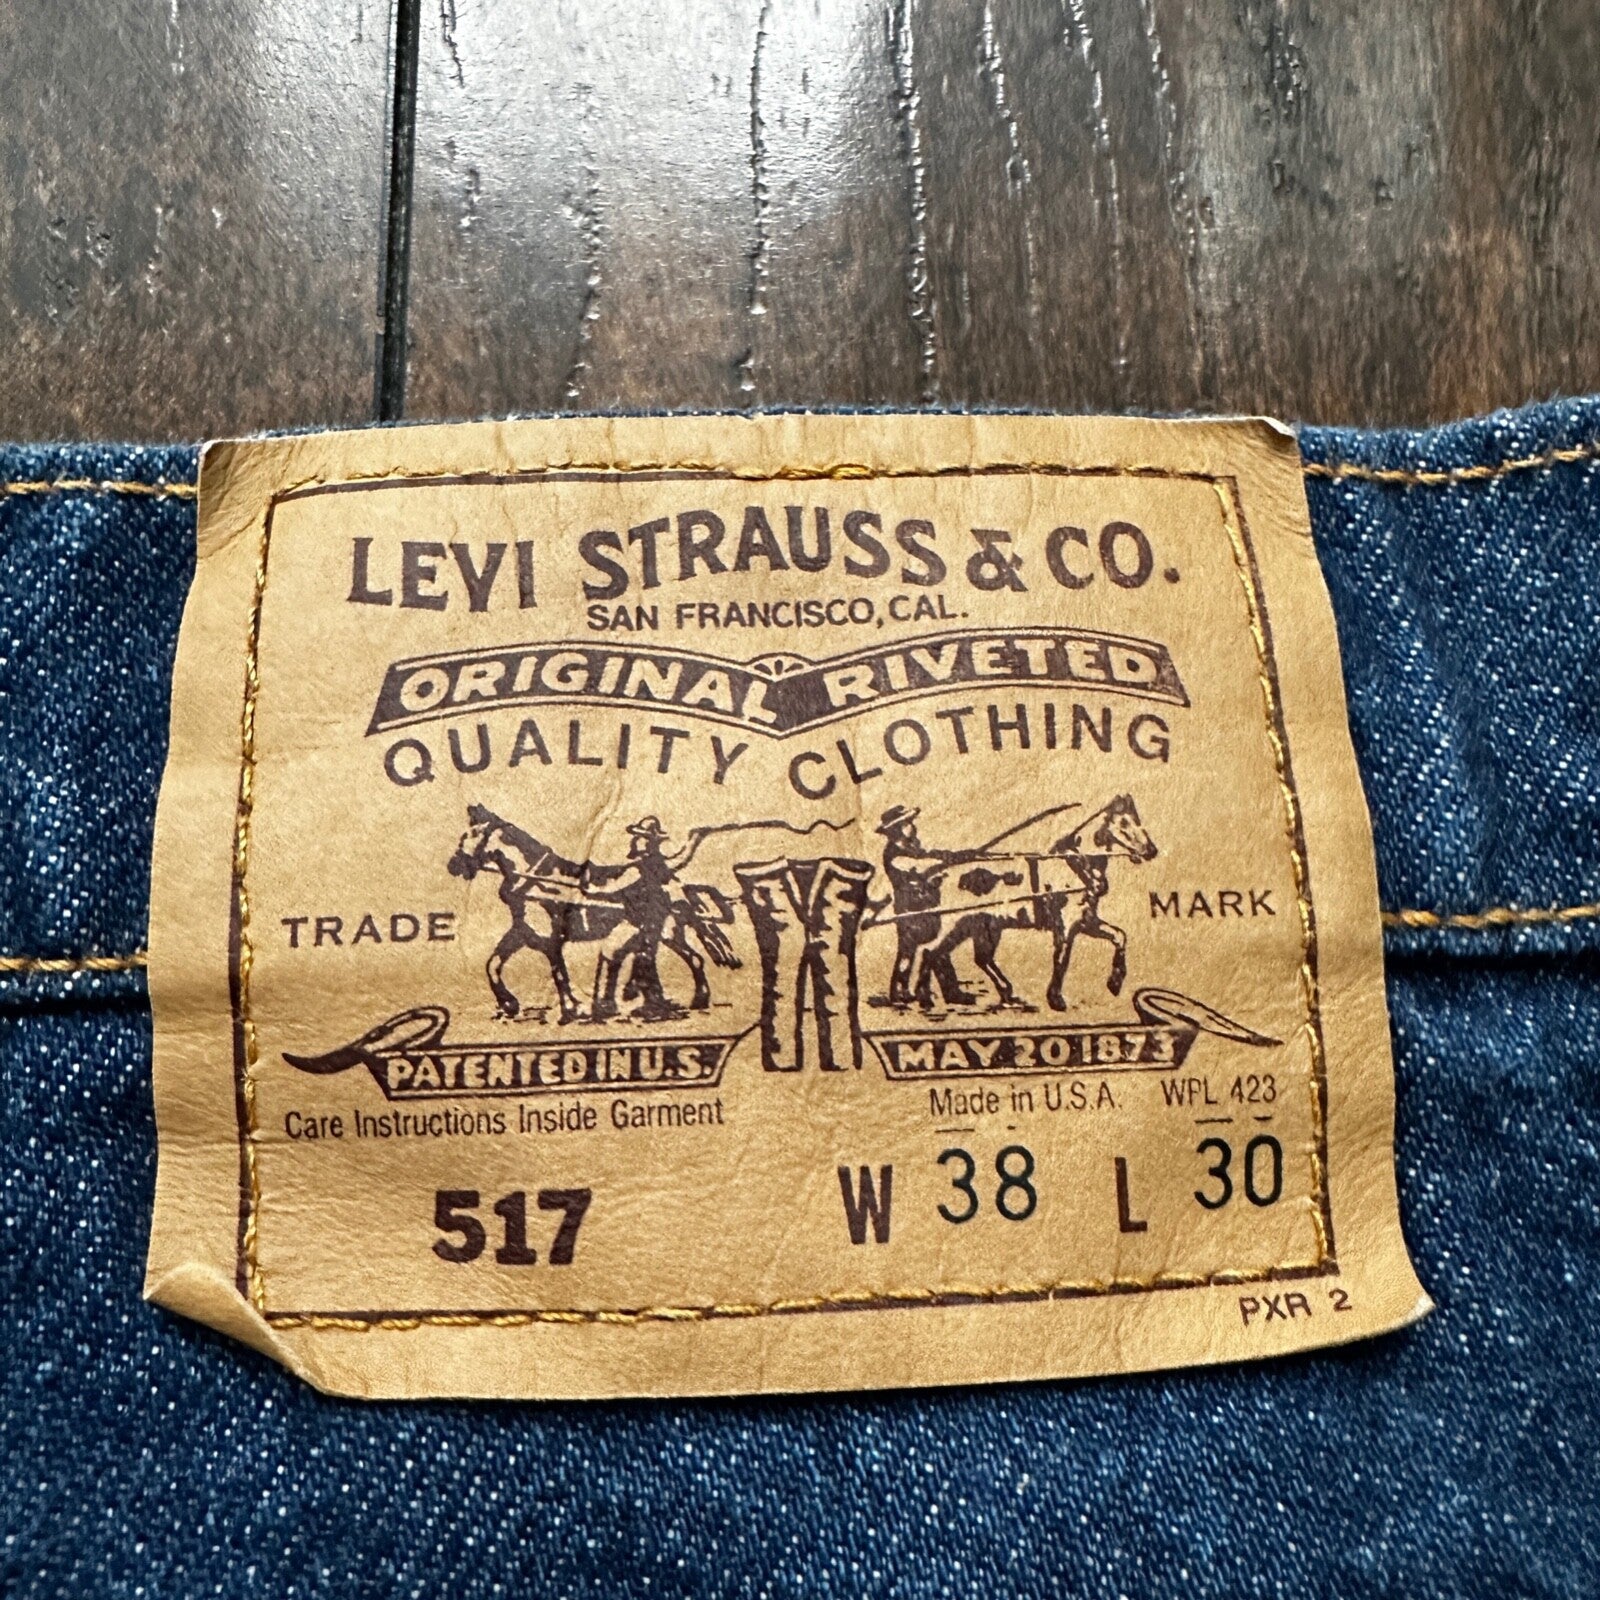 LEVI STRAUSS & CO.
SAN FRANCISCO, CAL.
ORIGINAL RIVETED
QUALITY CLOTHING
TRADE MARK
PATENTED IN U.S. MAY 20 1873
Care Instructions Inside Garment Made in U.S.A. WPL 423
517 W 38 L 30
PXR 2